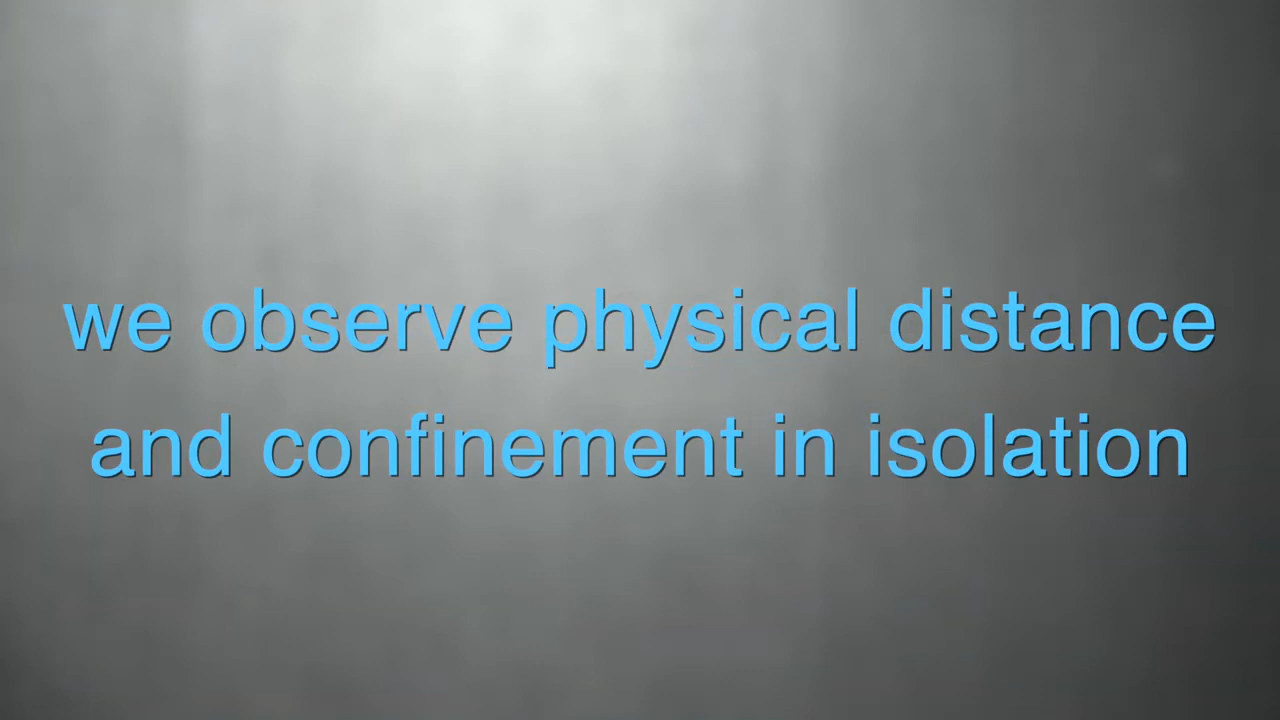 we observe physical distance
and confinement in isolation